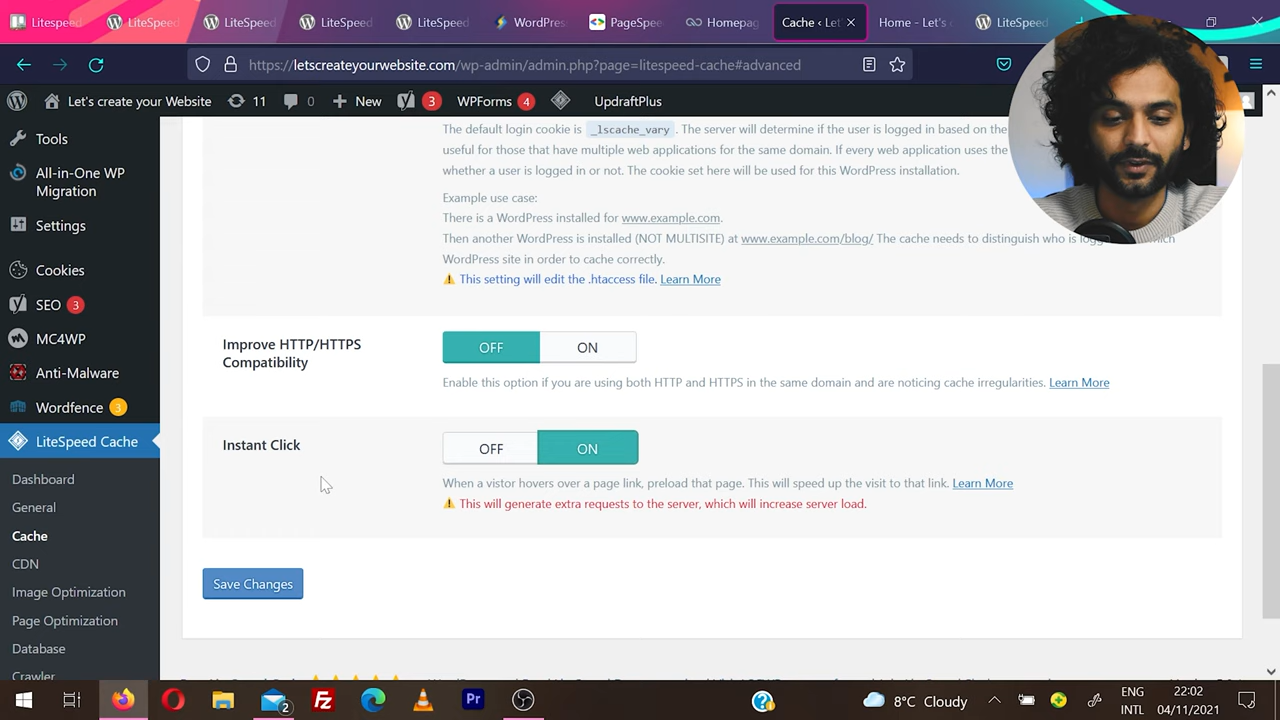 Litespeed
LiteSpeed
LiteSpeed
LiteSpeed
LiteSpeed
WordPress
PageSpee
Homepag
Cache ‹ Let'
Home - Let's c
LiteSpeed
https://letscreateyourwebsite.com/wp-admin/admin.php?page=litespeed-cache#advanced
Let's create your Website
11
0
New
3
WPForms 4
UpdraftPlus
Tools
All-in-One WP
Migration
Settings
Cookies
SEO 3
MC4WP
Anti-Malware
Wordfence 3
LiteSpeed Cache
Dashboard
General
Cache
CDN
Image Optimization
Page Optimization
Database
Crawler
The default login cookie is _lscache_vary. The server will determine if the user is logged in based on the
useful for those that have multiple web applications for the same domain. If every web application uses the
whether a user is logged in or not. The cookie set here will be used for this WordPress installation.
Example use case:
There is a WordPress installed for www.example.com.
Then another WordPress is installed (NOT MULTISITE) at www.example.com/blog/ The cache needs to distinguish who is logg which
WordPress site in order to cache correctly.
This setting will edit the .htaccess file. Learn More
Improve HTTP/HTTPS
Compatibility
OFF ON
Enable this option if you are using both HTTP and HTTPS in the same domain and are noticing cache irregularities. Learn More
Instant Click
OFF ON
When a vistor hovers over a page link, preload that page. This will speed up the visit to that link. Learn More
This will generate extra requests to the server, which will increase server load.
Save Changes
2
Pr
8°C Cloudy
ENG
INTL
22:02
04/11/2021